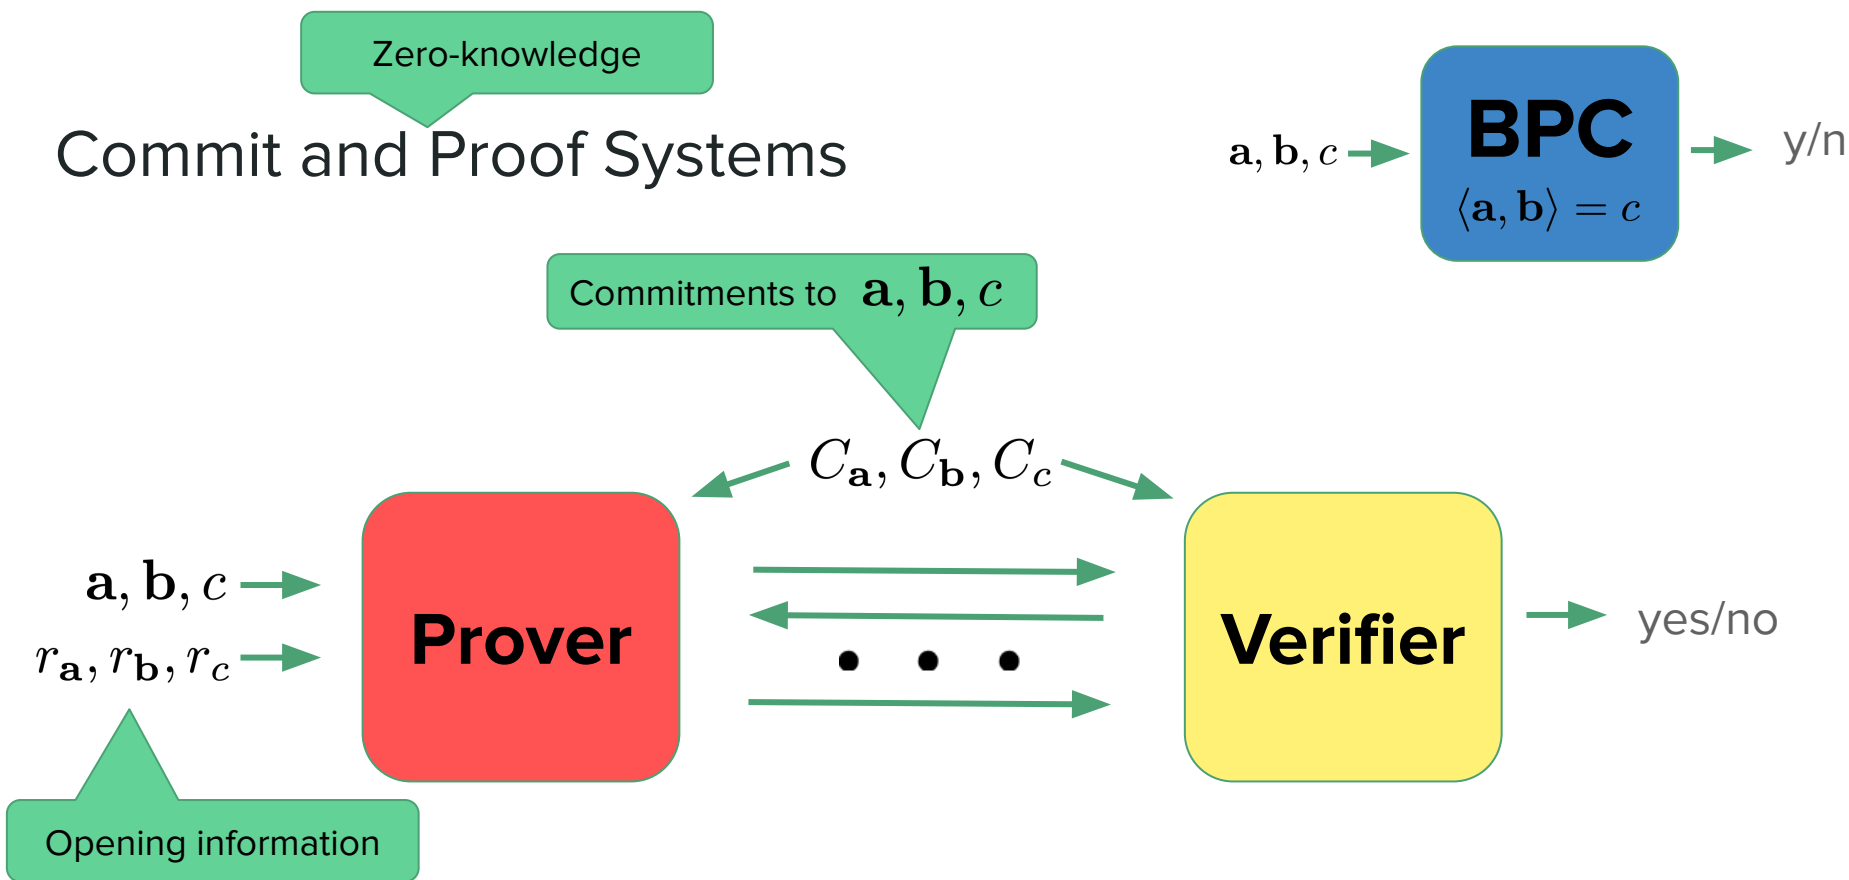 Zero-knowledge
Commit and Proof Systems
a, b, c
BPC
⟨a, b⟩ = c
y/n
Commitments to a, b, c
C_a, C_b, C_c
a, b, c
r_a, r_b, r_c
Prover
Verifier
yes/no
Opening information